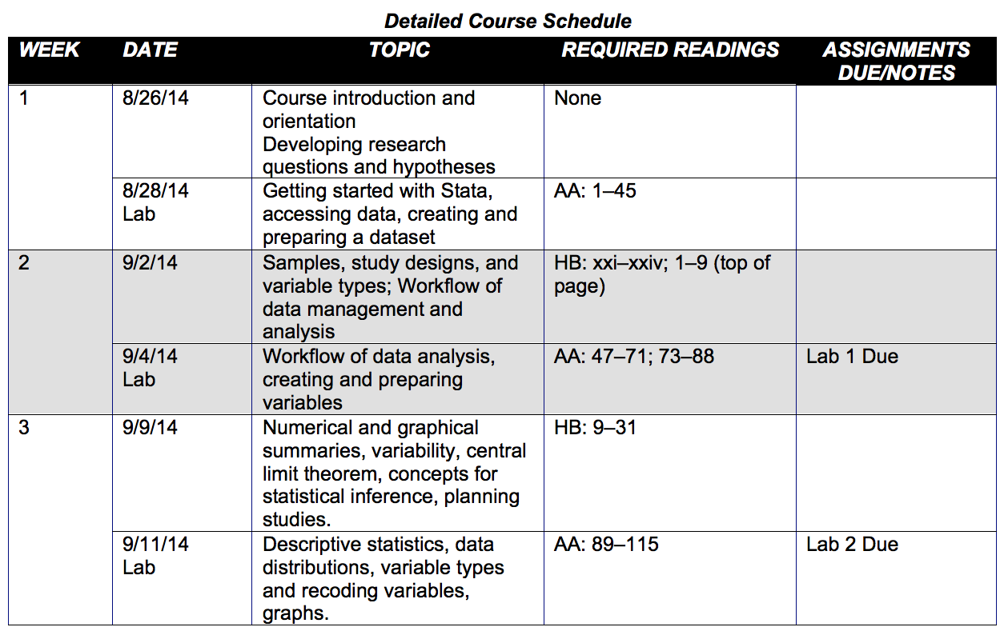 Detailed Course Schedule
WEEK DATE TOPIC REQUIRED READINGS ASSIGNMENTS
DUE/NOTES
1 8/26/14 Course introduction and None
orientation
Developing research
questions and hypotheses
8/28/14 Getting started with Stata, AA: 1–45
Lab accessing data, creating and
preparing a dataset
2 9/2/14 Samples, study designs, and HB: xxi–xxiv; 1–9 (top of
variable types; Workflow of page)
data management and
analysis
9/4/14 Workflow of data analysis, AA: 47–71; 73–88 Lab 1 Due
Lab creating and preparing
variables
3 9/9/14 Numerical and graphical HB: 9–31
summaries, variability, central
limit theorem, concepts for
statistical inference, planning
studies.
9/11/14 Descriptive statistics, data AA: 89–115 Lab 2 Due
Lab distributions, variable types
and recoding variables,
graphs.